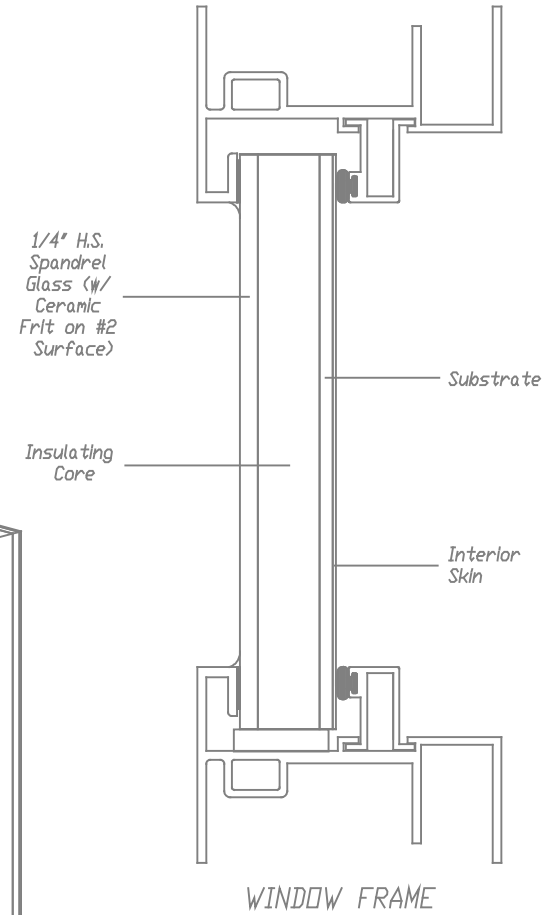 1/4" H.S.
Spandrel
Glass (w/
Ceramic
Frit on #2
Surface)
Substrate
Insulating
Core
Interior
Skin
WINDOW FRAME